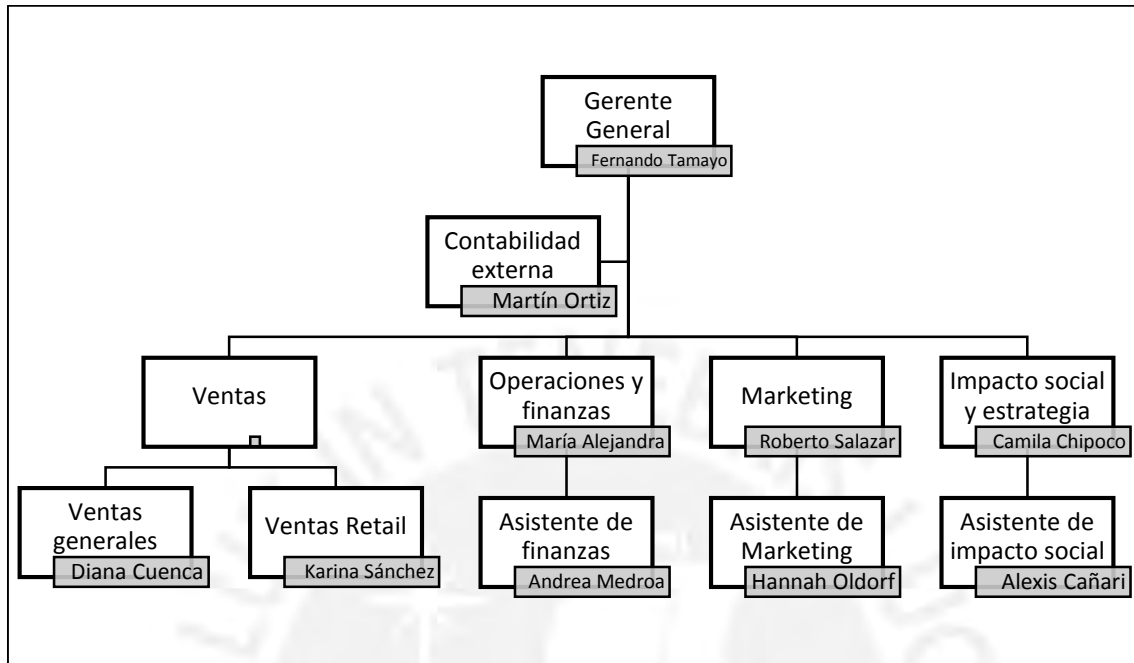 Gerente
General
Fernando Tamayo
Contabilidad
externa
Martín Ortiz
Ventas
Operaciones y
finanzas
María Alejandra
Marketing
Roberto Salazar
Impacto social
y estrategia
Camila Chipoco
Ventas
generales
Diana Cuenca
Ventas Retail
Karina Sánchez
Asistente de
finanzas
Andrea Medroa
Asistente de
Marketing
Hannah Oldorf
Asistente de
impacto social
Alexis Cañari